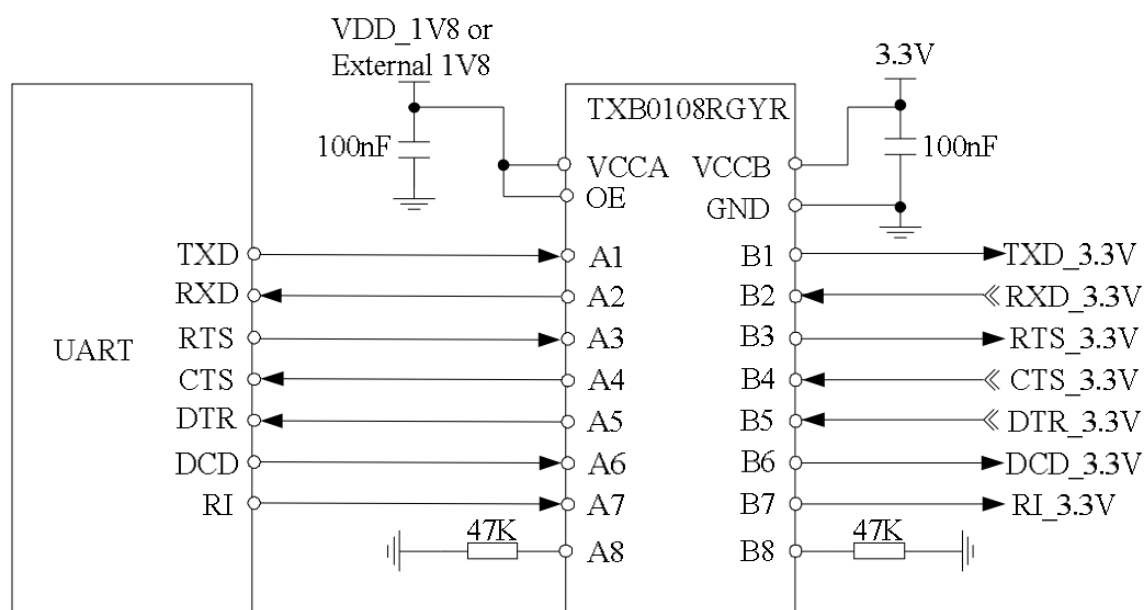 VDD_1V8 or
External 1V8
3.3V
TXB0108RGYR
100nF
100nF
VCCA
VCCB
OE
GND
TXD
A1
B1
TXD_3.3V
RXD
A2
B2
RXD_3.3V
UART
RTS
A3
B3
RTS_3.3V
CTS
A4
B4
CTS_3.3V
DTR
A5
B5
DTR_3.3V
DCD
A6
B6
DCD_3.3V
RI
A7
B7
RI_3.3V
47K
A8
B8
47K